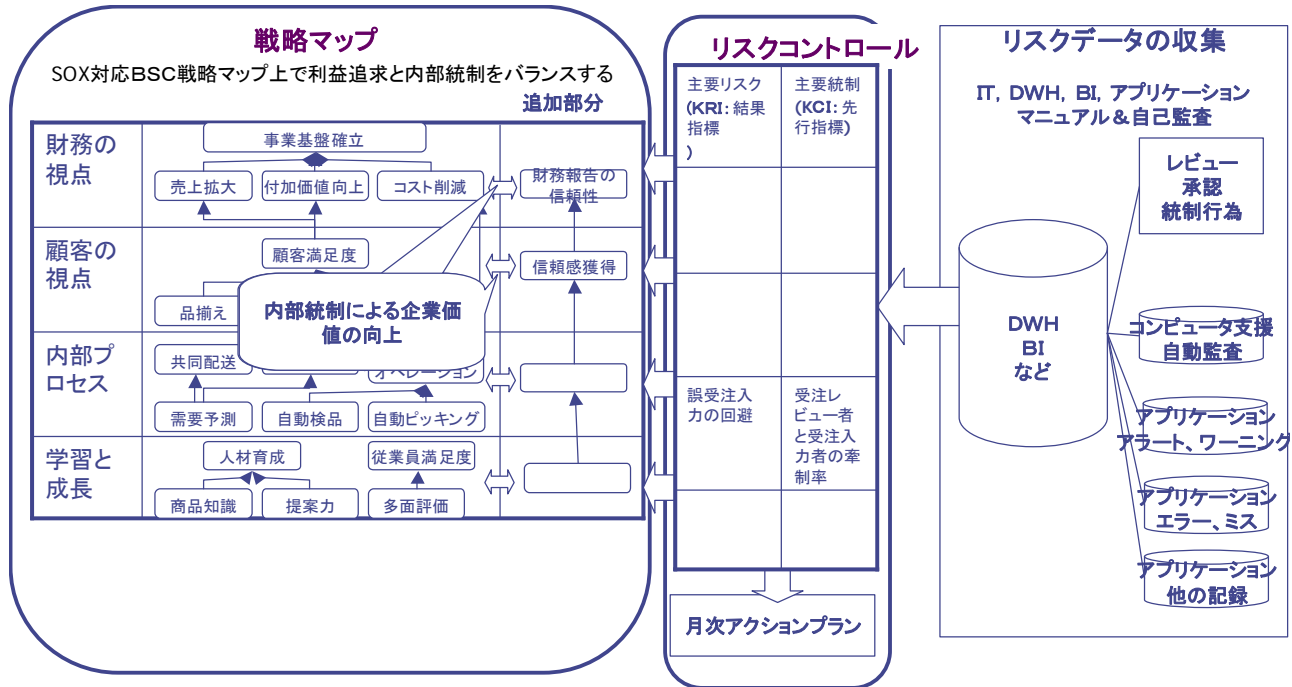 戦略マップ
SOX対応BSC戦略マップ上で利益追求と内部統制をバランスする
追加部分
財務の
視点
事業基盤確立
売上拡大
付加価値向上
コスト削減
財務報告の
信頼性
顧客の
視点
顧客満足度
信頼感獲得
品揃え
内部統制による企業価
値の向上
内部プ
ロセス
共同配送
オペレーション
需要予測
自動検品
自動ピッキング
学習と
成長
人材育成
従業員満足度
商品知識
提案力
多面評価
リスクコントロール
主要リスク
(KRI:結果
指標
)
主要統制
(KCI:先
行指標)
誤受注入
力の回避
受注レ
ビュー者
と受注入
力者の牽
制率
月次アクションプラン
リスクデータの収集
IT, DWH, BI, アプリケーション
マニュアル&自己監査
レビュー
承認
統制行為
DWH
BI
など
コンピュータ支援
自動監査
アプリケーション
アラート、ワーニング
アプリケーション
エラー、ミス
アプリケーション
他の記録